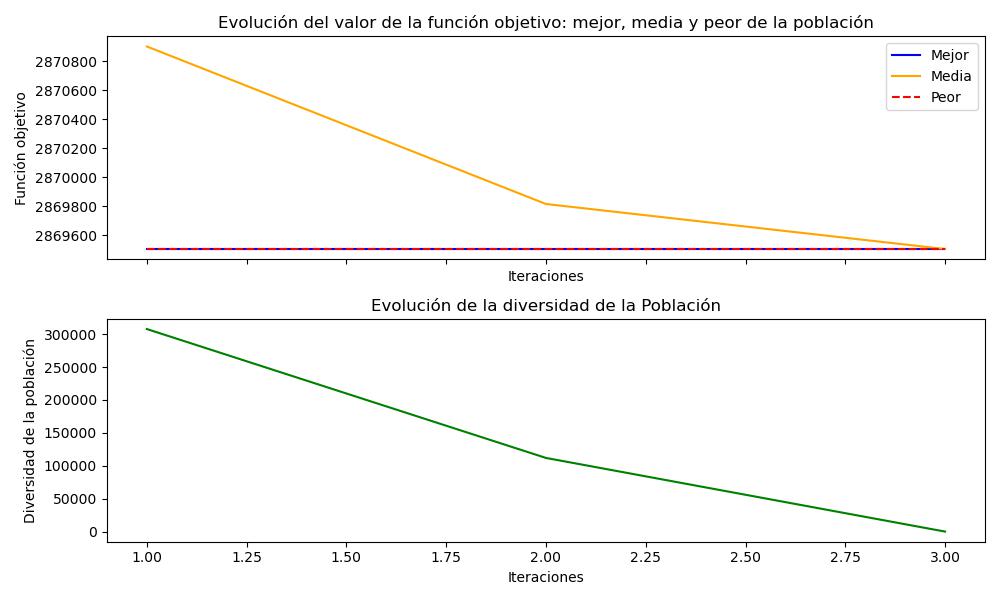 Evolución del valor de la función objetivo: mejor, media y peor de la población
Función objetivo
2870800
2870600
2870400
2870200
2870000
2869800
2869600
Mejor
Media
Peor
Iteraciones
Evolución de la diversidad de la Población
Diversidad de la población
300000
250000
200000
150000
100000
50000
0
1.00 1.25 1.50 1.75 2.00 2.25 2.50 2.75 3.00
Iteraciones